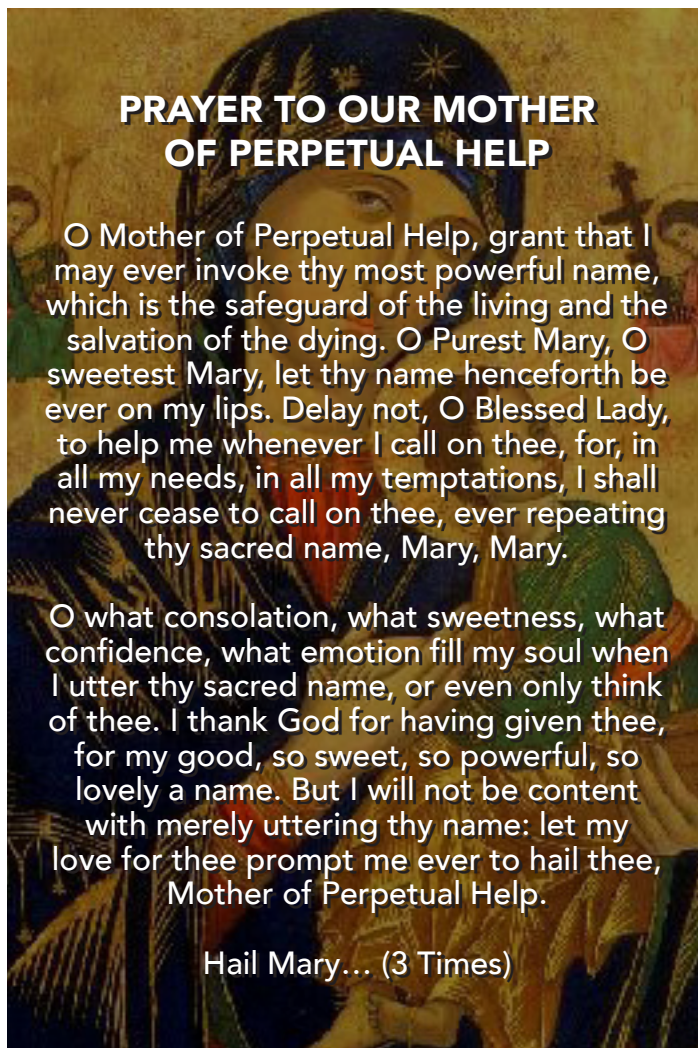 PRAYER TO OUR MOTHER
OF PERPETUAL HELP
O Mother of Perpetual Help, grant that I
may ever invoke thy most powerful name,
which is the safeguard of the living and the
salvation of the dying. O Purest Mary, O
sweetest Mary, let thy name henceforth be
ever on my lips. Delay not, O Blessed Lady,
to help me whenever I call on thee, for, in
all my needs, in all my temptations, I shall
never cease to call on thee, ever repeating
thy sacred name, Mary, Mary.
O what consolation, what sweetness, what
confidence, what emotion fill my soul when
I utter thy sacred name, or even only think
of thee. I thank God for having given thee,
for my good, so sweet, so powerful, so
lovely a name. But I will not be content
with merely uttering thy name: let my
love for thee prompt me ever to hail thee,
Mother of Perpetual Help.
Hail Mary… (3 Times)